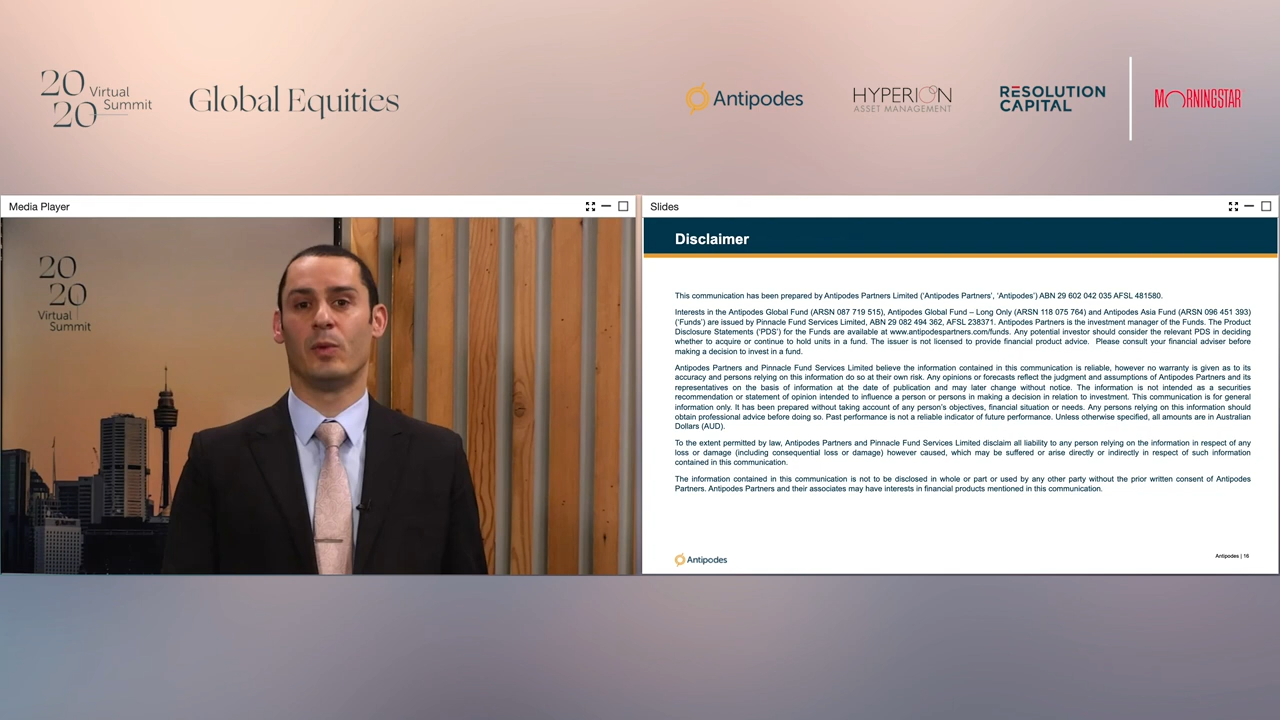 20
20
Virtual
Summit
Global Equities
Antipodes
HYPERION
ASSET MANAGEMENT
RESOLUTION
CAPITAL
MORNINGSTAR
Media Player
20
20
Virtual
Summit
Slides
Disclaimer
This communication has been prepared by Antipodes Partners Limited ('Antipodes Partners', 'Antipodes') ABN 29 602 042 035 AFSL 481580.
Interests in the Antipodes Global Fund (ARSN 087 719 515), Antipodes Global Fund – Long Only (ARSN 118 075 764) and Antipodes Asia Fund (ARSN 096 451 393)
('Funds') are issued by Pinnacle Fund Services Limited, ABN 29 082 494 362, AFSL 238371. Antipodes Partners is the investment manager of the Funds. The Product
Disclosure Statements ('PDS') for the Funds are available at www.antipodespartners.com/funds. Any potential investor should consider the relevant PDS in deciding
whether to acquire or continue to hold units in a fund. The issuer is not licensed to provide financial product advice. Please consult your financial adviser before
making a decision to invest in a fund.
Antipodes Partners and Pinnacle Fund Services Limited believe the information contained in this communication is reliable, however no warranty is given as to its
accuracy and persons relying on this information do so at their own risk. Any opinions or forecasts reflect the judgment and assumptions of Antipodes Partners and its
representatives on the basis of information at the date of publication and may later change without notice. The information is not intended as a securities
recommendation or statement of opinion intended to influence a person or persons in making a decision in relation to investment. This communication is for general
information only. It has been prepared without taking account of any person's objectives, financial situation or needs. Any persons relying on this information should
obtain professional advice before doing so. Past performance is not a reliable indicator of future performance. Unless otherwise specified, all amounts are in Australian
Dollars (AUD).
To the extent permitted by law, Antipodes Partners and Pinnacle Fund Services Limited disclaim all liability to any person relying on the information in respect of any
loss or damage (including consequential loss or damage) however caused, which may be suffered or arise directly or indirectly in respect of such information
contained in this communication.
The information contained in this communication is not to be disclosed in whole or part or used by any other party without the prior written consent of Antipodes
Partners. Antipodes Partners and their associates may have interests in financial products mentioned in this communication.
Antipodes
Antipodes | 16